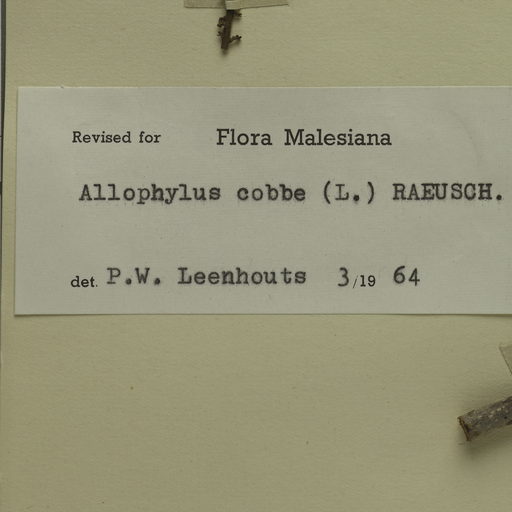 Revised for Flora Malesiana
Allophylus cobbe (L.) RAEUSCH.
det. P.W. Leenhouts 3/19 64